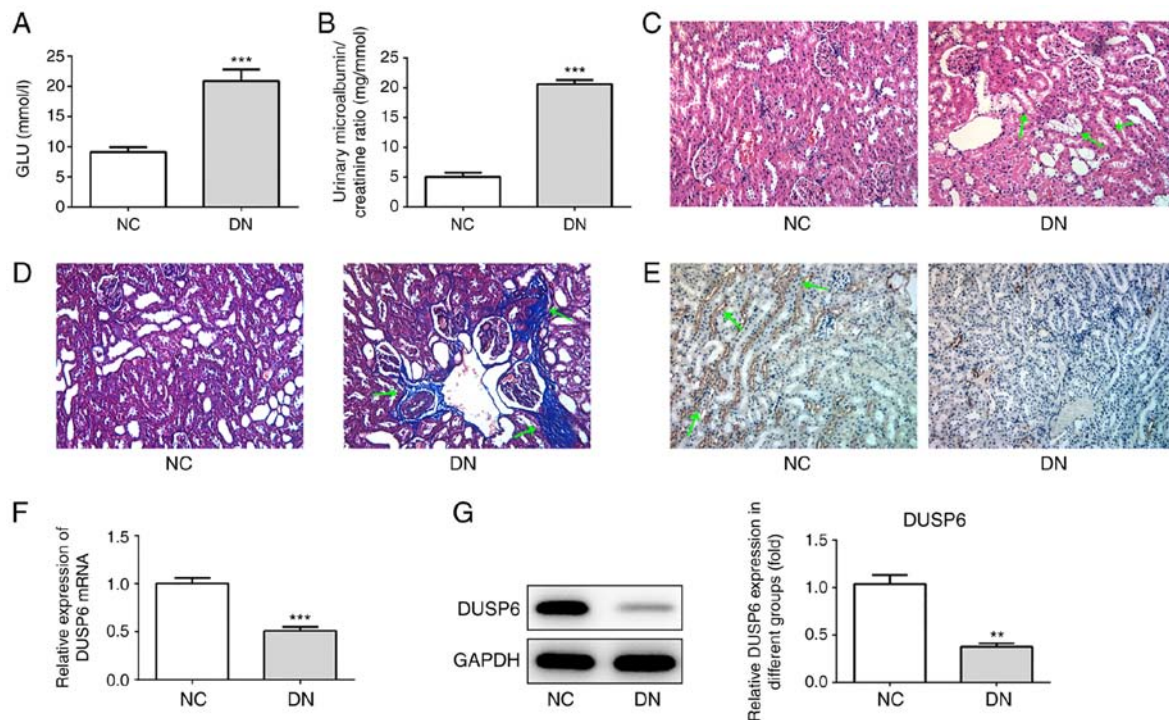 A
GLU (mmol/l)
25
20
15
10
5
0
***
NC
DN
B
Urinary microalbumin/
creatinine ratio (mg/mmol)
25
20
15
10
5
0
***
NC
DN
C
NC
DN
D
NC
DN
E
NC
DN
F
Relative expression of
DUSP6 mRNA
1.5
1.0
0.5
0.0
***
NC
DN
G
DUSP6
GAPDH
NC
DN
DUSP6
Relative DUSP6 expression in
different groups (fold)
1.5
1.0
0.5
0.0
**
NC
DN